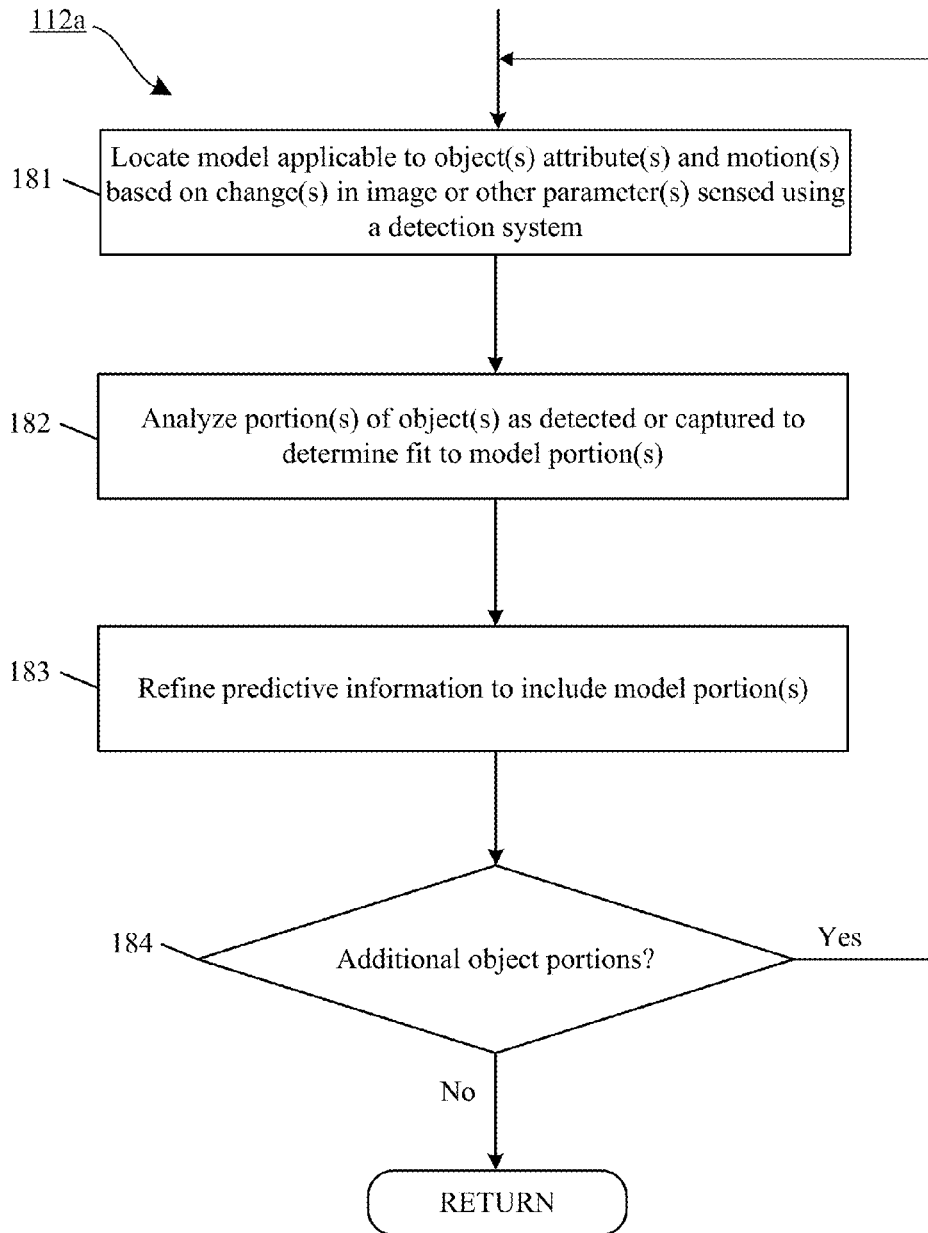 112a
181
Locate model applicable to object(s) attribute(s) and motion(s)
based on change(s) in image or other parameter(s) sensed using
a detection system
182
Analyze portion(s) of object(s) as detected or captured to
determine fit to model portion(s)
183
Refine predictive information to include model portion(s)
184
Additional object portions?
Yes
No
RETURN